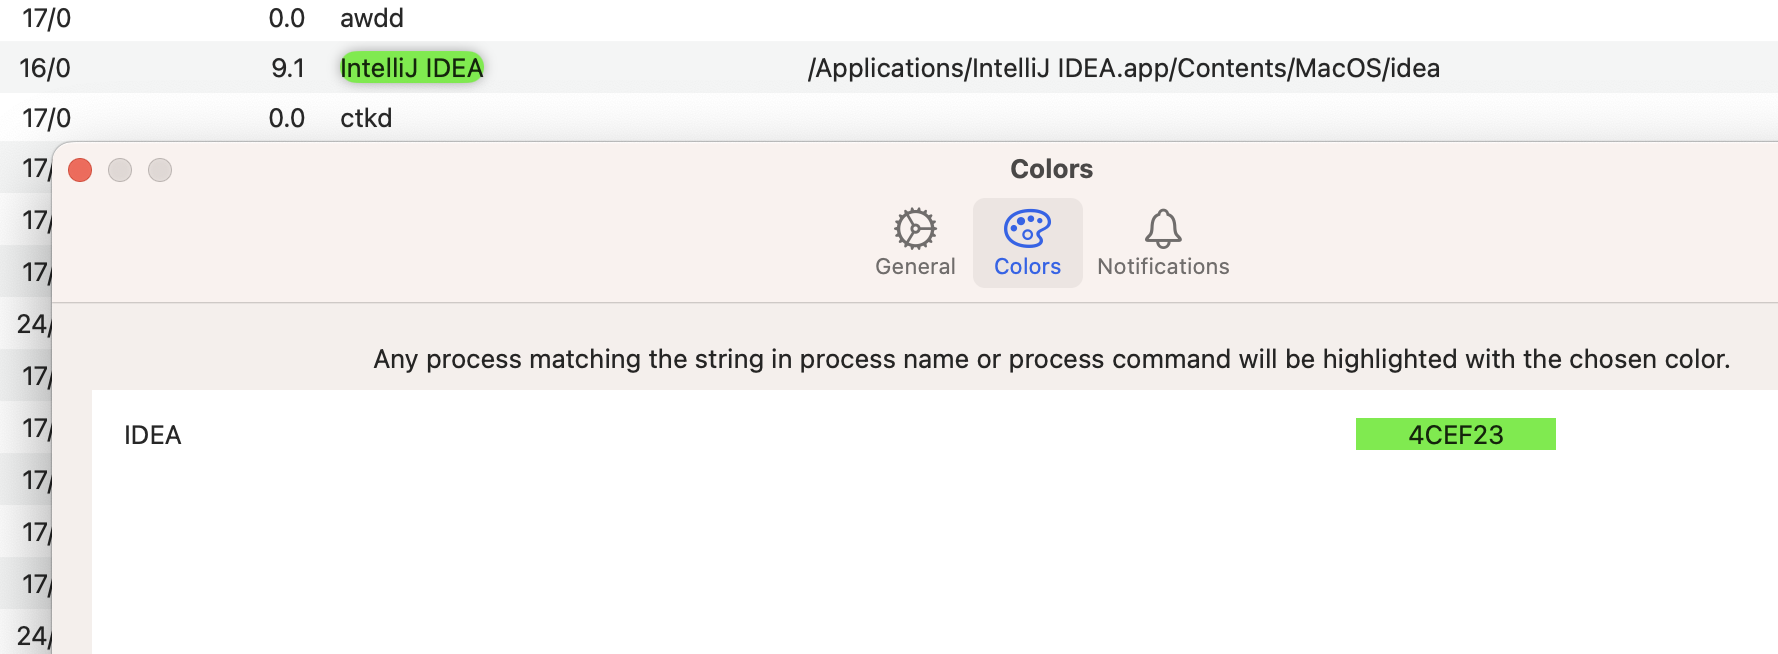 17/0 0.0 awdd
16/0 9.1 IntelliJ IDEA /Applications/IntelliJ IDEA.app/Contents/MacOS/idea
17/0 0.0 ctkd
17/
Colors
17/
General Colors Notifications
17/
24/
Any process matching the string in process name or process command will be highlighted with the chosen color.
17/
17/
IDEA 4CEF23
17/
17/
17/
24/